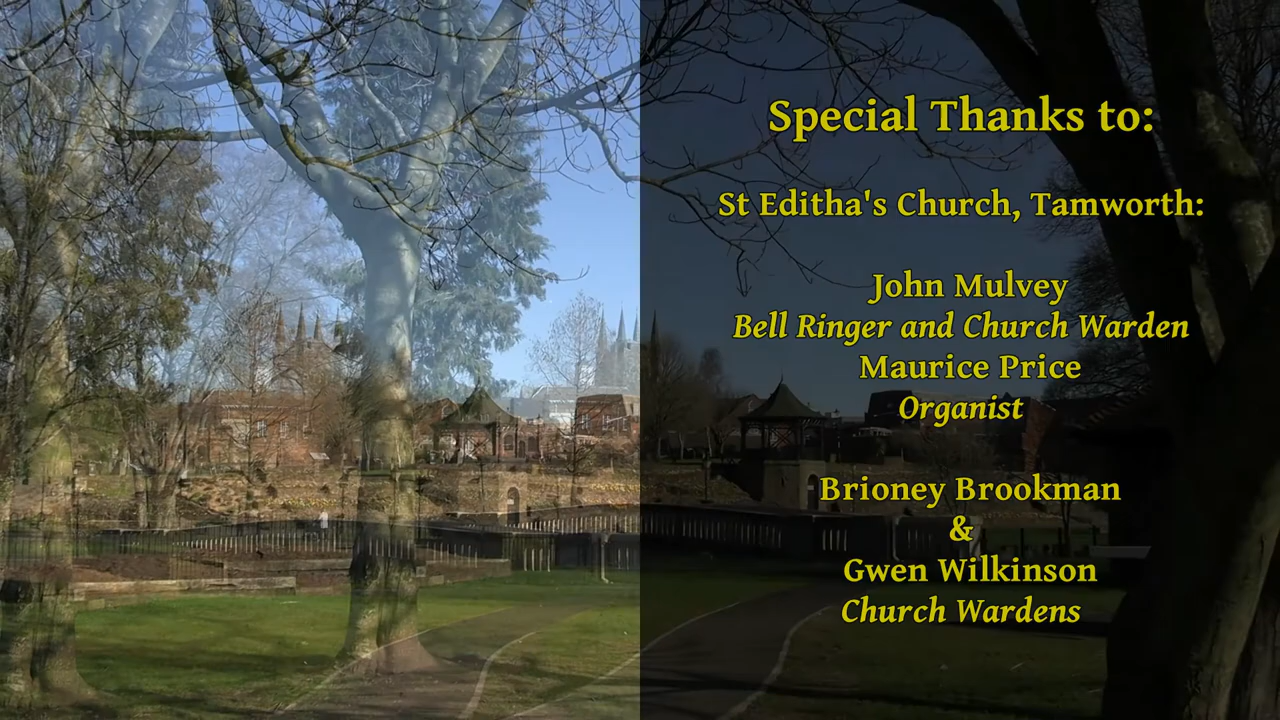 Special Thanks to:
St Editha's Church, Tamworth:
John Mulvey
Bell Ringer and Church Warden
Maurice Price
Organist
Brioney Brookman
&
Gwen Wilkinson
Church Wardens